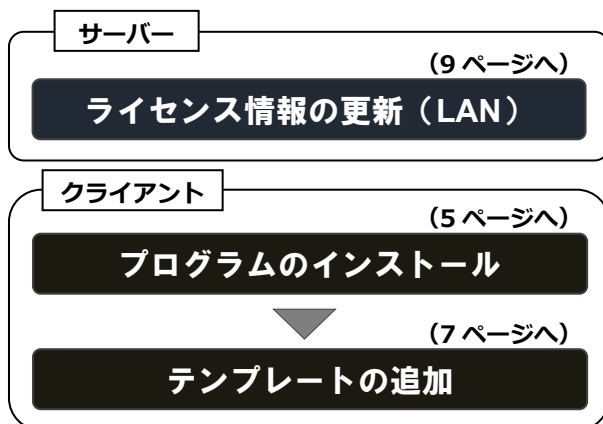 サーバー
(9 ページへ)
ライセンス情報の更新（LAN）
クライアント
(5 ページへ)
プログラムのインストール
(7 ページへ)
テンプレートの追加